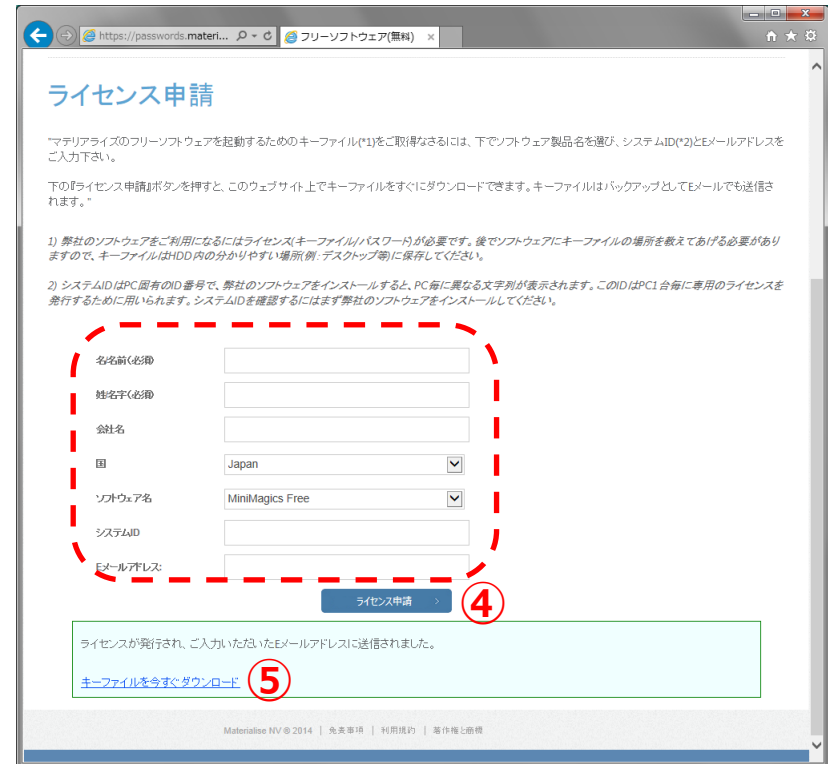 https://passwords.materi...
フリーソフトウェア(無料)
ライセンス申請
"マテリアライズのフリーソフトウェアを起動するためのキーファイル(*1)をご取得なさるには、下でソフトウェア製品名を選び、システムID(*2)とEメールアドレスを
ご入力下さい。
下の『ライセンス申請』ボタンを押すと、このウェブサイト上でキーファイルをすぐにダウンロードできます。キーファイルはバックアップとしてEメールでも送信さ
れます。"
1) 弊社のソフトウェアをご利用になるにはライセンス(キーファイル/パスワード)が必要です。後でソフトウェアにキーファイルの場所を教えてあげる必要があり
ますので、キーファイルはHDD内の分かりやすい場所(例: デスクトップ等)に保存してください。
2) システムIDはPC固有のID番号で、弊社のソフトウェアをインストールすると、PC毎に異なる文字列が表示されます。このIDはPC1台毎に専用のライセンスを
発行するために用いられます。システムIDを確認するにはまず弊社のソフトウェアをインストールしてください。
名名前(必須)
姓名字(必須)
会社名
国 Japan
ソフトウェア名 MiniMagics Free
システムID
Eメールアドレス:
ライセンス申請 ④
ライセンスが発行され、ご入力いただいたEメールアドレスに送信されました。
キーファイルを今すぐダウンロード ⑤
Materialise NV © 2014 | 免責事項 | 利用規約 | 著作権と商標